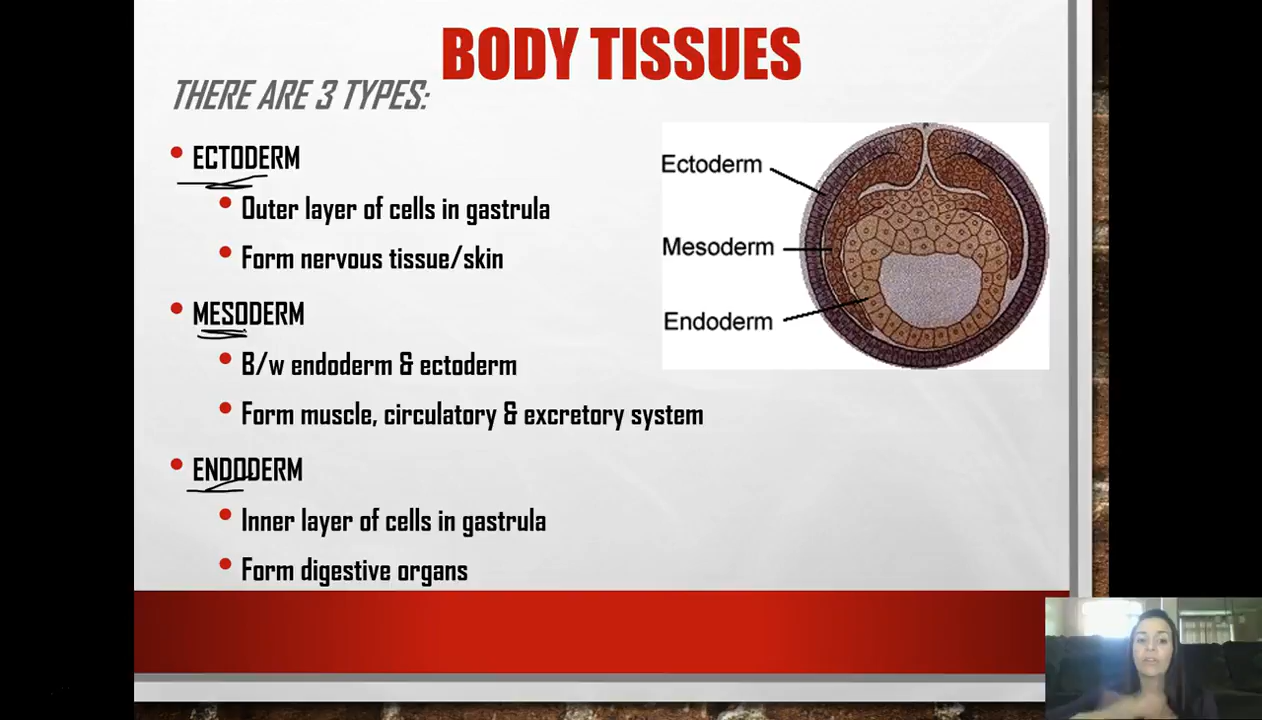 BODY TISSUES
THERE ARE 3 TYPES:
• ECTODERM
• Outer layer of cells in gastrula
• Form nervous tissue/skin
• MESODERM
• B/w endoderm & ectoderm
• Form muscle, circulatory & excretory system
• ENDODERM
• Inner layer of cells in gastrula
• Form digestive organs
Ectoderm
Mesoderm
Endoderm